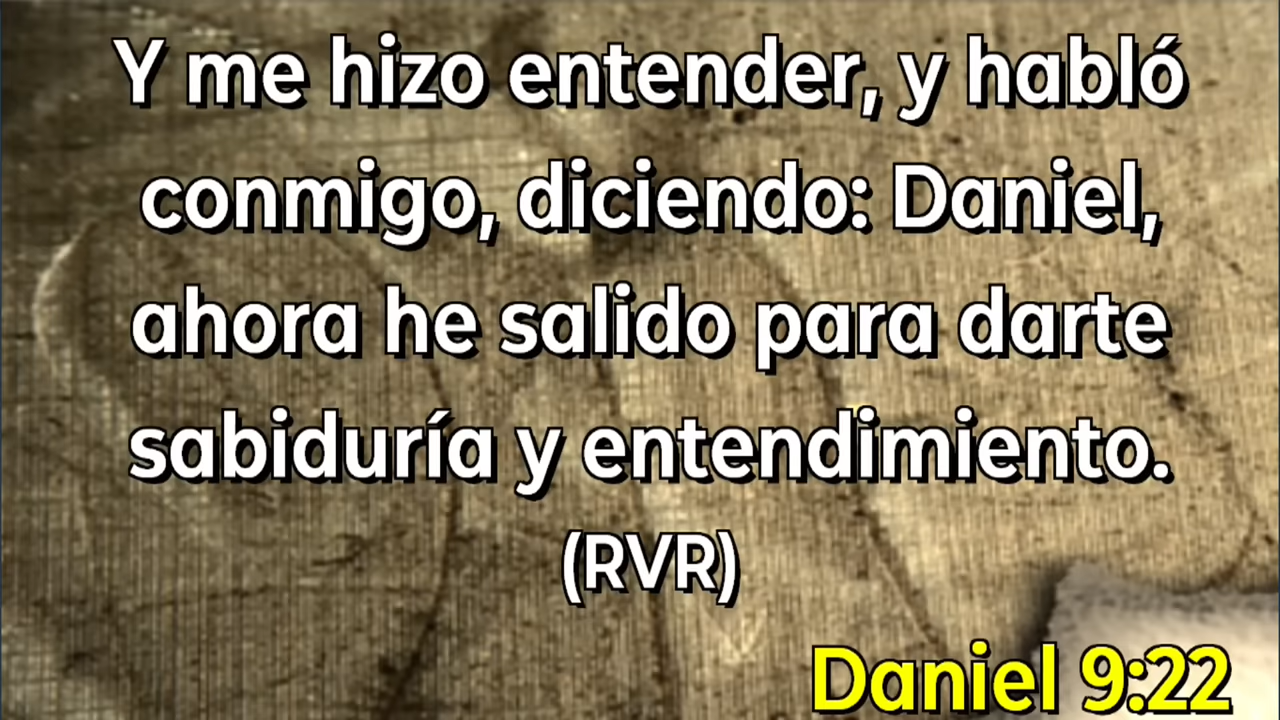 Y me hizo entender, y habló
conmigo, diciendo: Daniel,
ahora he salido para darte
sabiduría y entendimiento.
(RVR)
Daniel 9:22